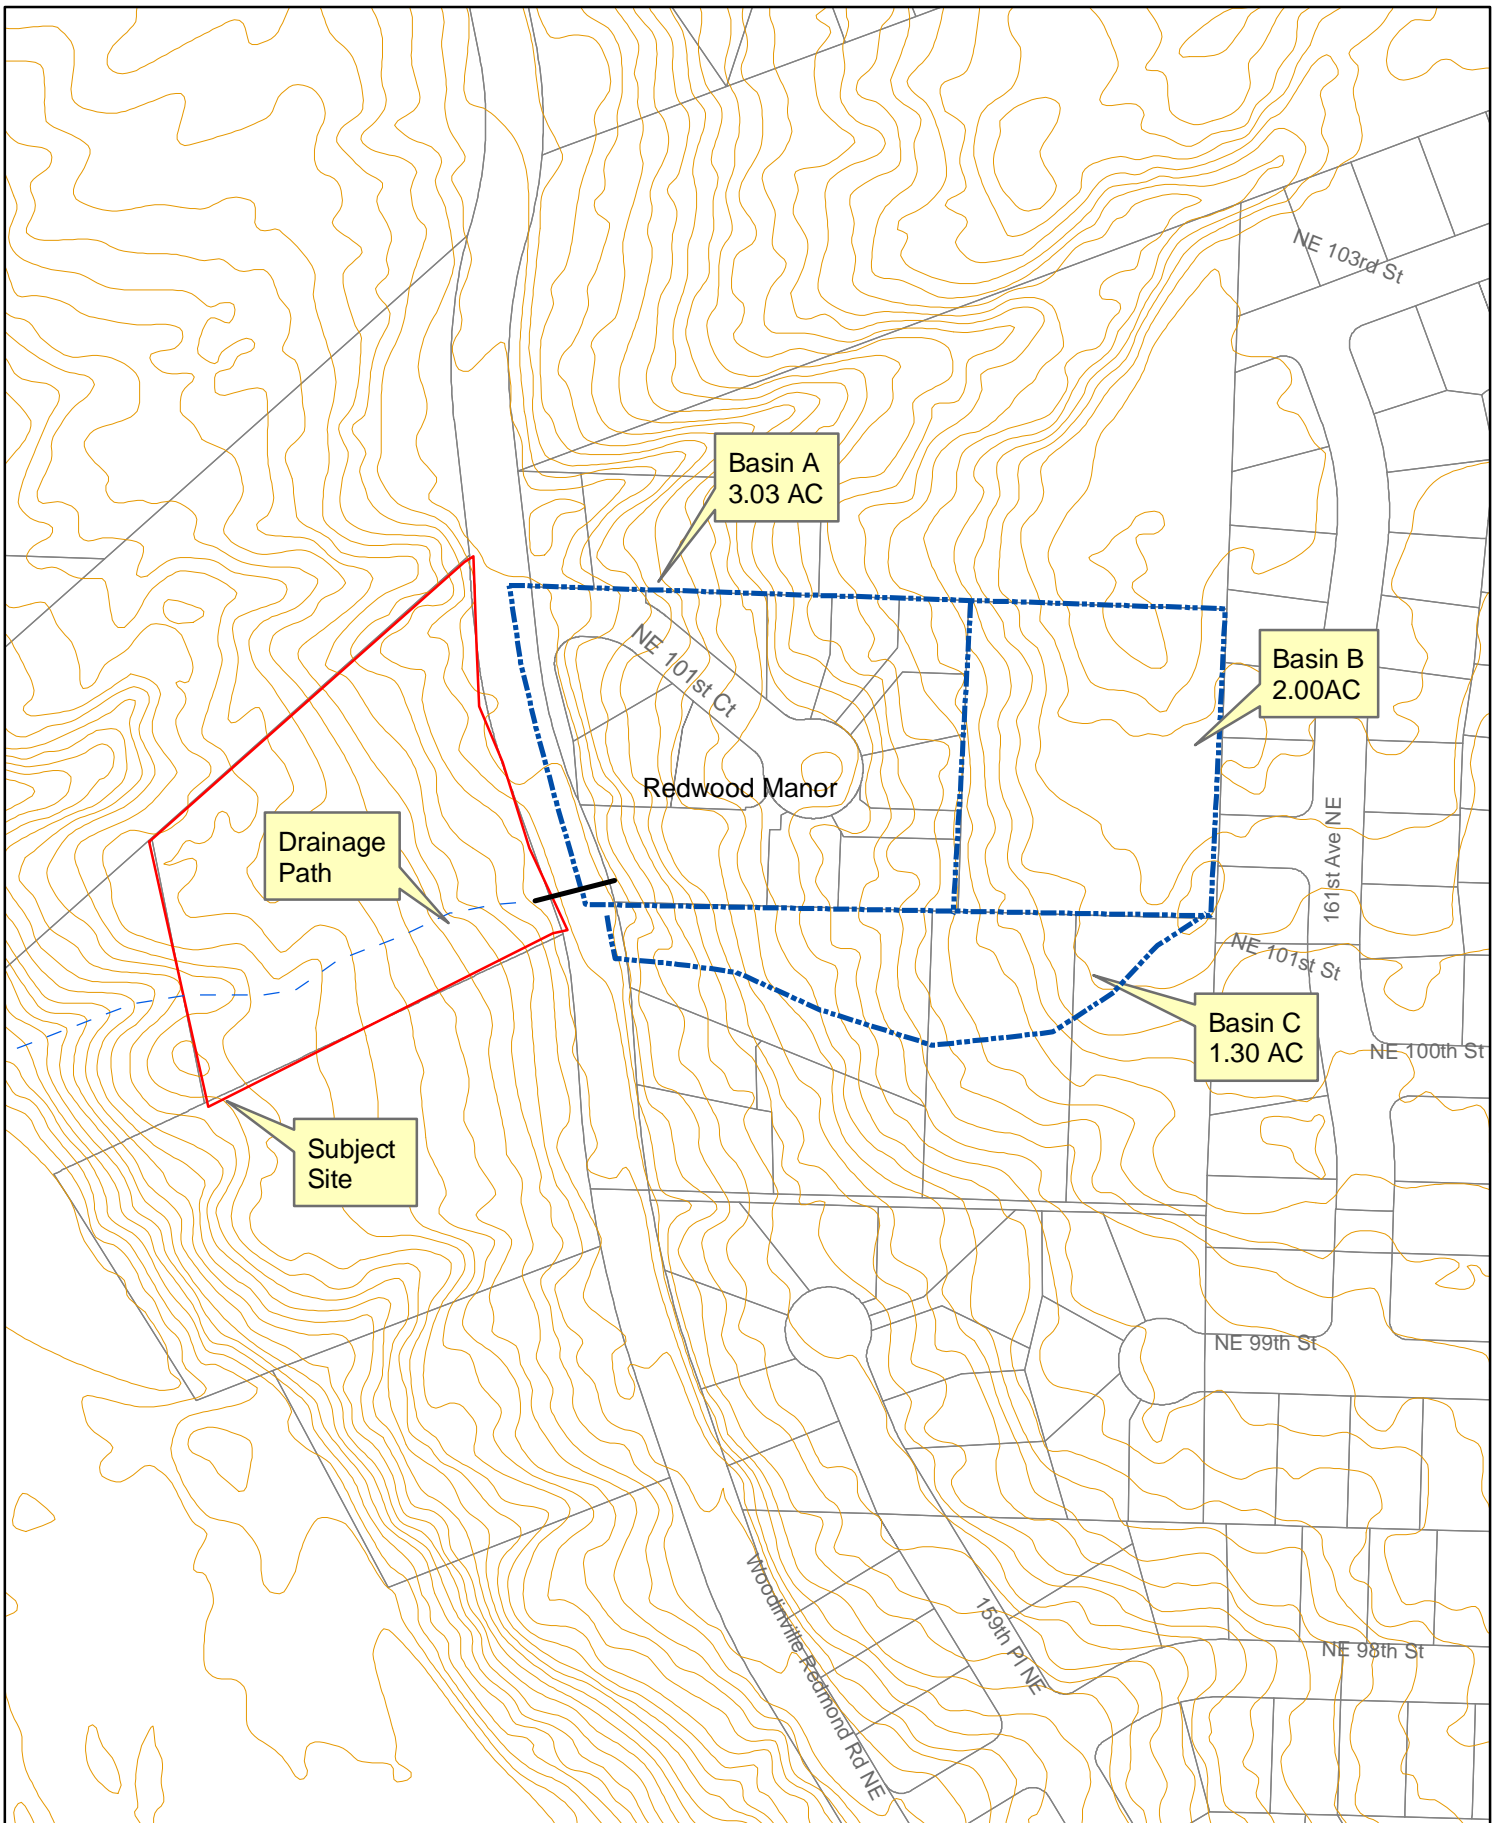 NE 103rd St
Basin A
3.03 AC
NE 101st Ct
Basin B
2.00AC
Redwood Manor
Drainage
Path
161st Ave NE
NE 101st St
Basin C
1.30 AC
NE 100th St
Subject
Site
NE 99th St
Woodinville Redmond Rd NE
159th Pl NE
NE 98th St